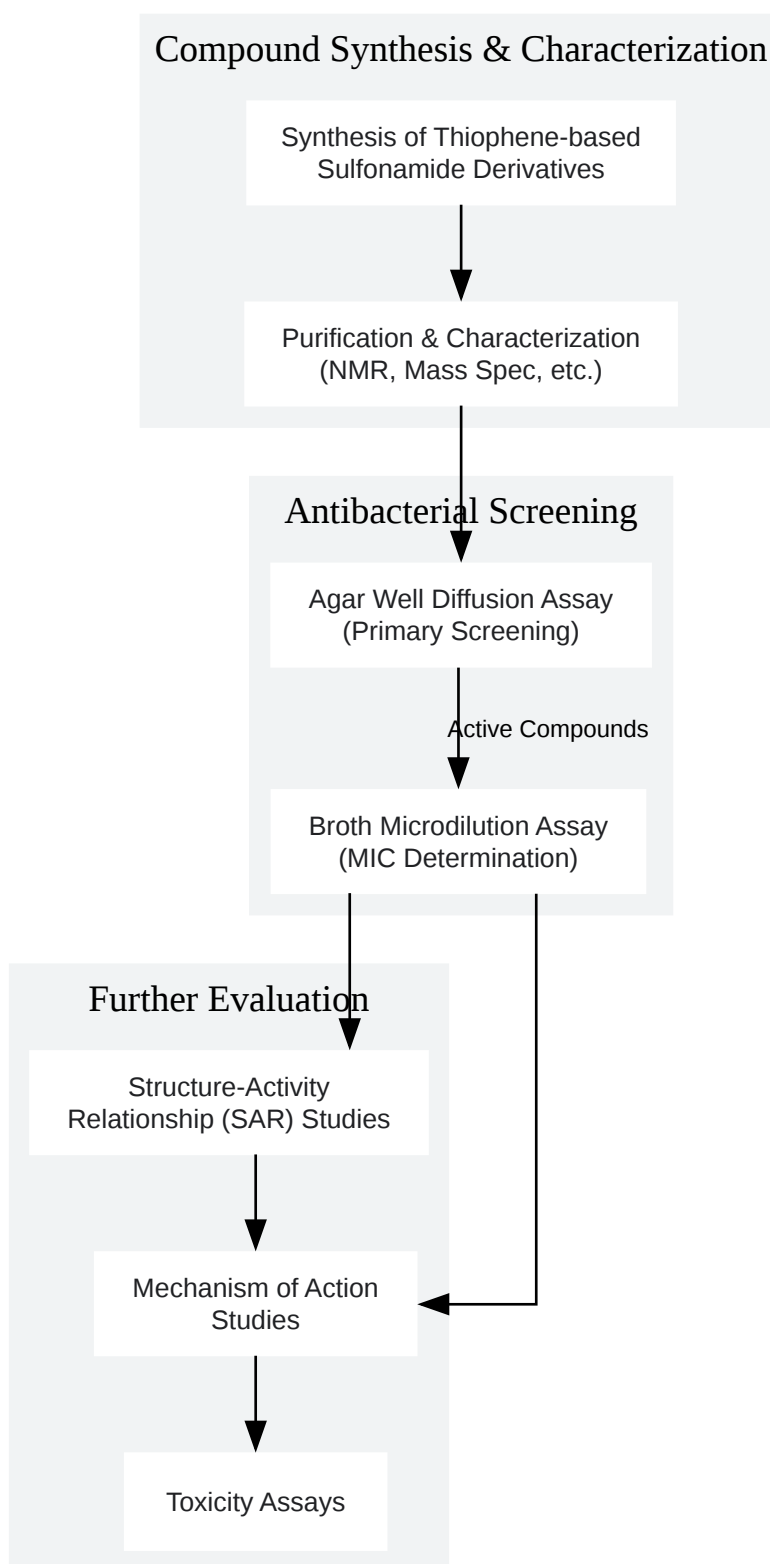 Compound Synthesis & Characterization
Synthesis of Thiophene-based
Sulfonamide Derivatives
Purification & Characterization
(NMR, Mass Spec, etc.)
Antibacterial Screening
Agar Well Diffusion Assay
(Primary Screening)
Active Compounds
Broth Microdilution Assay
(MIC Determination)
Further Evaluation
Structure-Activity
Relationship (SAR) Studies
Mechanism of Action
Studies
Toxicity Assays